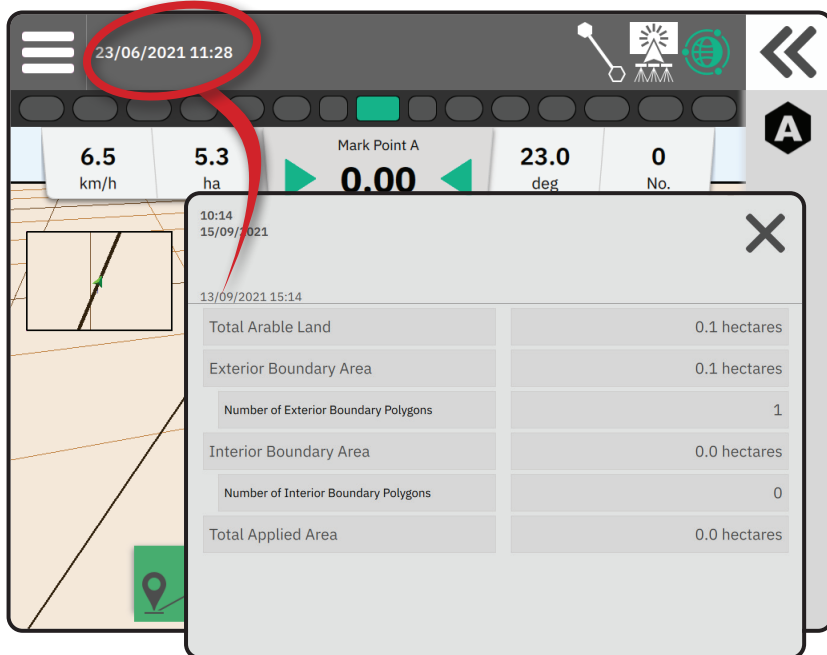 23/06/2021 11:28
A
Mark Point A
6.5 5.3 0.00 23.0 0
km/h ha deg No.
10:14
15/09/2021
13/09/2021 15:14
Total Arable Land 0.1 hectares
Exterior Boundary Area 0.1 hectares
Number of Exterior Boundary Polygons 1
Interior Boundary Area 0.0 hectares
Number of Interior Boundary Polygons 0
Total Applied Area 0.0 hectares